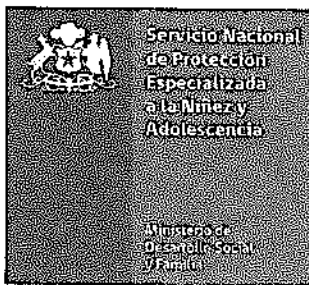 Servicio Nacional
de Protección
Especializada
a la Niñez y
Adolescencia
Ministerio de
Desarrollo Social
y Familia